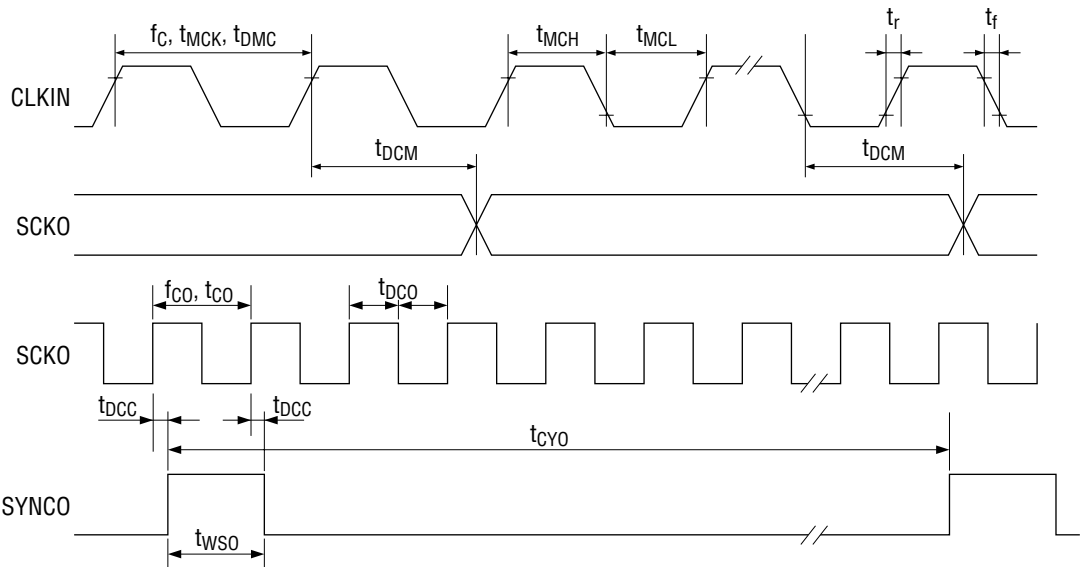 fC, tMCK, tDMC
tMCH
tMCL
tr
tf
CLKIN
tDCM
tDCM
SCKO
fCO, tCO
tDCO
SCKO
tDCC
tDCC
tCYO
SYNCO
tWSO